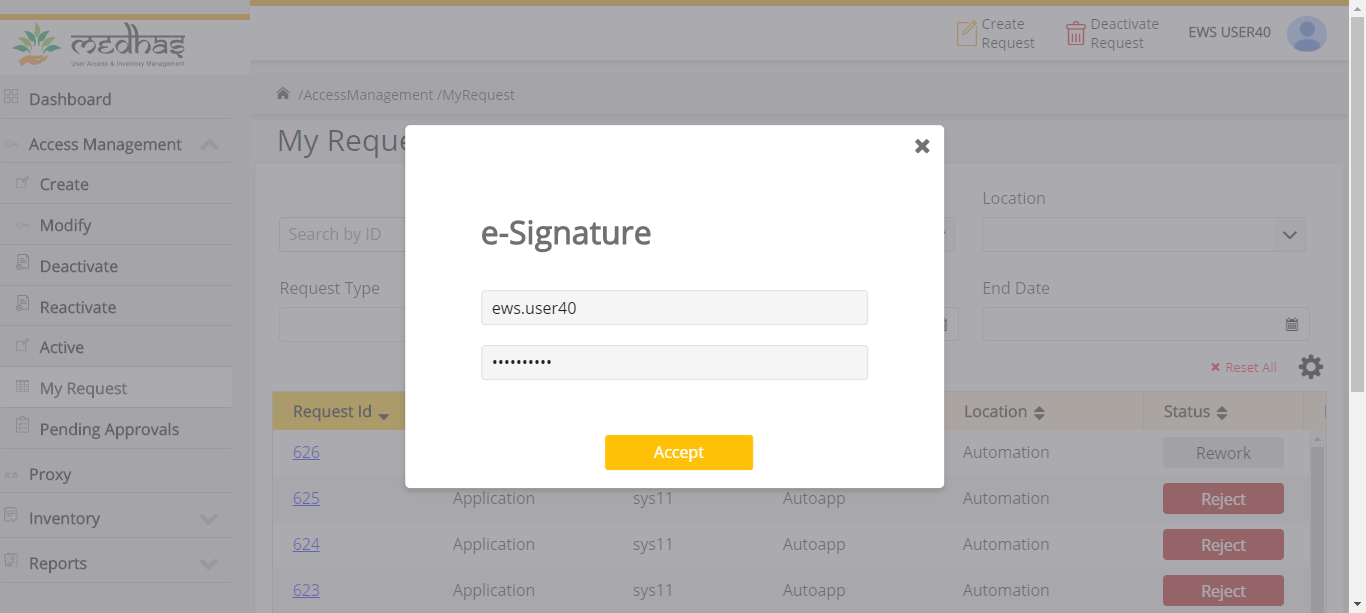 medhas
User Access & Inventory Management
Create
Request
Deactivate
Request
EWS USER40
Dashboard
Access Management
Create
Modify
Deactivate
Reactivate
Active
My Request
Pending Approvals
Proxy
Inventory
Reports
/AccessManagement /MyRequest
My Reque
Search by ID
Location
Request Type
End Date
e-Signature
ews.user40
••••••••••
Accept
Reset All
Request Id Location Status
626 Automation Rework
625 Application sys11 Autoapp Automation Reject
624 Application sys11 Autoapp Automation Reject
623 Application sys11 Autoapp Automation Reject